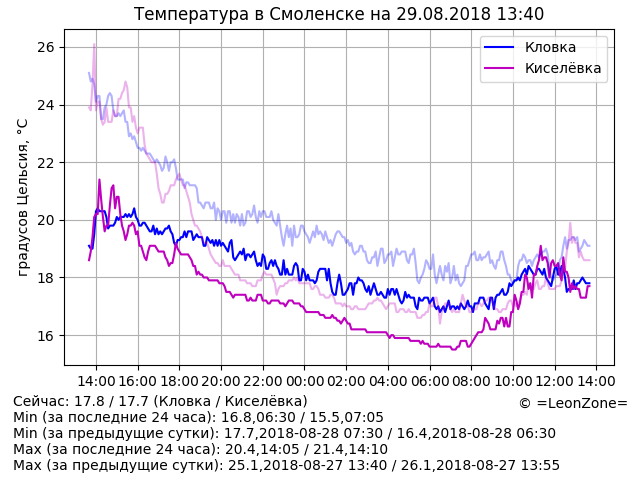 Температура в Смоленске на 29.08.2018 13:40
Кловка
Киселёвка
градусов Цельсия, °C
26
24
22
20
18
16
14:00 16:00 18:00 20:00 22:00 00:00 02:00 04:00 06:00 08:00 10:00 12:00 14:00
Сейчас: 17.8 / 17.7 (Кловка / Киселёвка)
© =LeonZone=
Min (за последние 24 часа): 16.8,06:30 / 15.5,07:05
Min (за предыдущие сутки): 17.7,2018-08-28 07:30 / 16.4,2018-08-28 06:30
Max (за последние 24 часа): 20.4,14:05 / 21.4,14:10
Max (за предыдущие сутки): 25.1,2018-08-27 13:40 / 26.1,2018-08-27 13:55